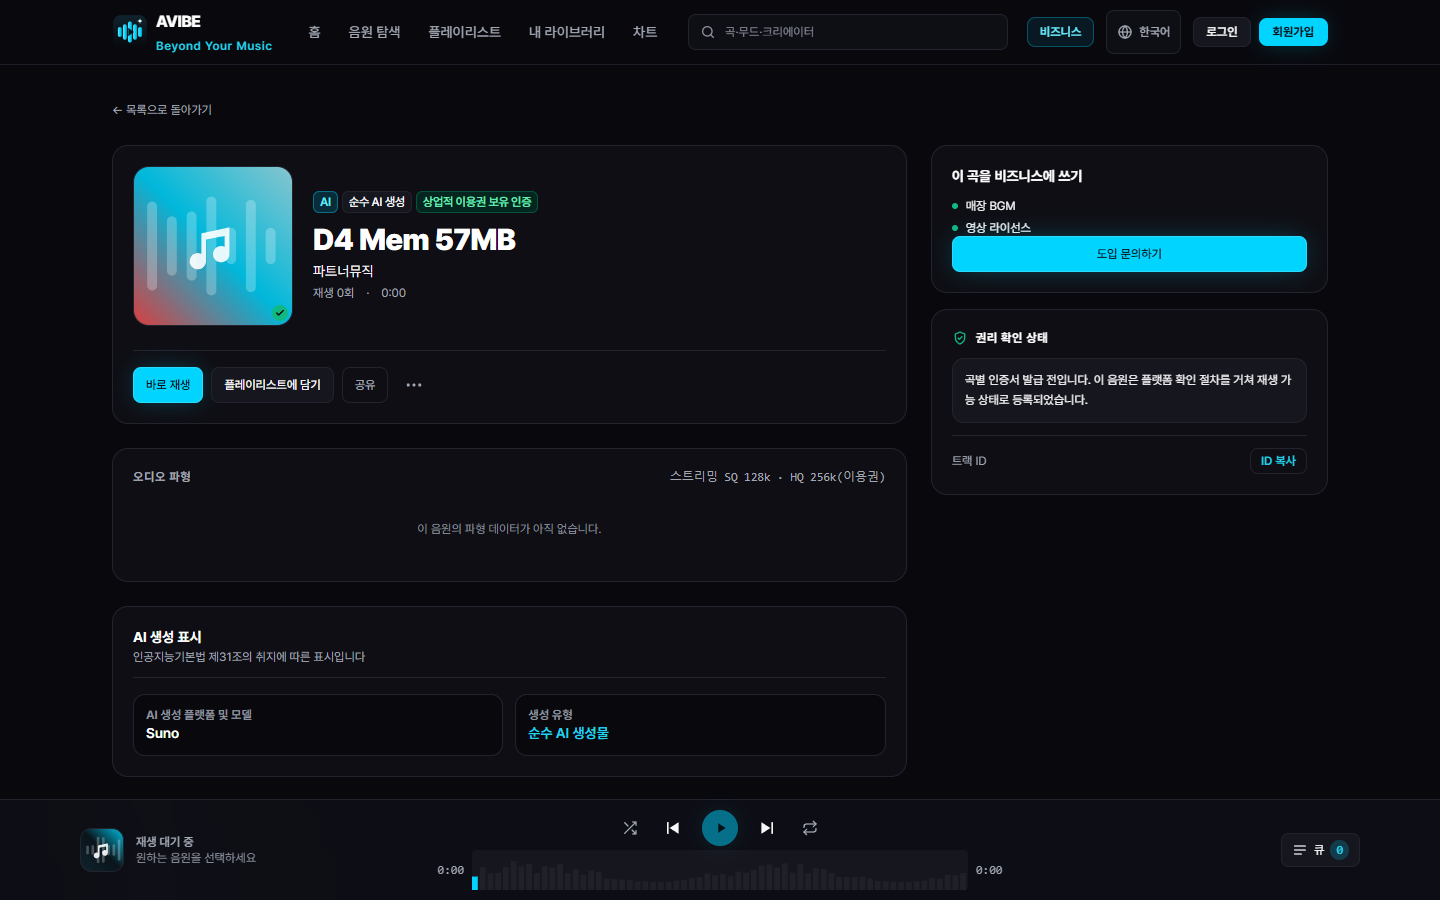 AVIBE
Beyond Your Music
홈
음원 탐색
플레이리스트
내 라이브러리
차트
곡·무드·크리에이터
비즈니스
한국어
로그인
회원가입
← 목록으로 돌아가기
AI
순수 AI 생성
상업적 이용권 보유 인증
D4 Mem 57MB
파트너뮤직
재생 0회 · 0:00
바로 재생
플레이리스트에 담기
공유
오디오 파형
스트리밍 SQ 128k · HQ 256k(이용권)
이 음원의 파형 데이터가 아직 없습니다.
AI 생성 표시
인공지능기본법 제31조의 취지에 따른 표시입니다
AI 생성 플랫폼 및 모델
Suno
생성 유형
순수 AI 생성물
이 곡을 비즈니스에 쓰기
매장 BGM
영상 라이선스
도입 문의하기
권리 확인 상태
곡별 인증서 발급 전입니다. 이 음원은 플랫폼 확인 절차를 거쳐 재생 가
능 상태로 등록되었습니다.
트랙 ID
ID 복사
재생 대기 중
원하는 음원을 선택하세요
0:00
0:00
큐 0